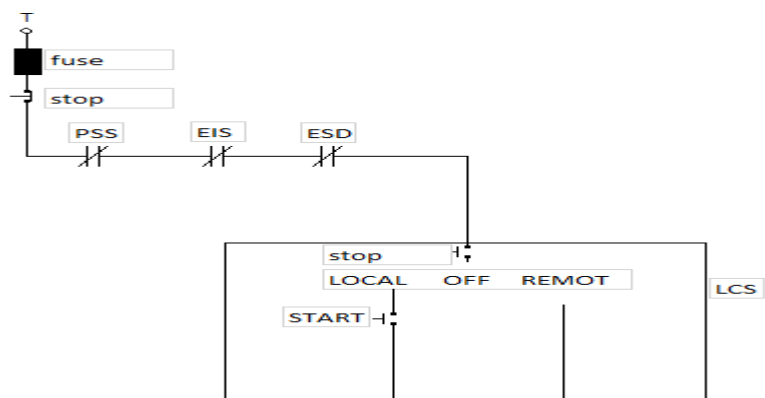 T
fuse
stop
PSS EIS ESD
stop
LOCAL OFF REMOT
LCS
START